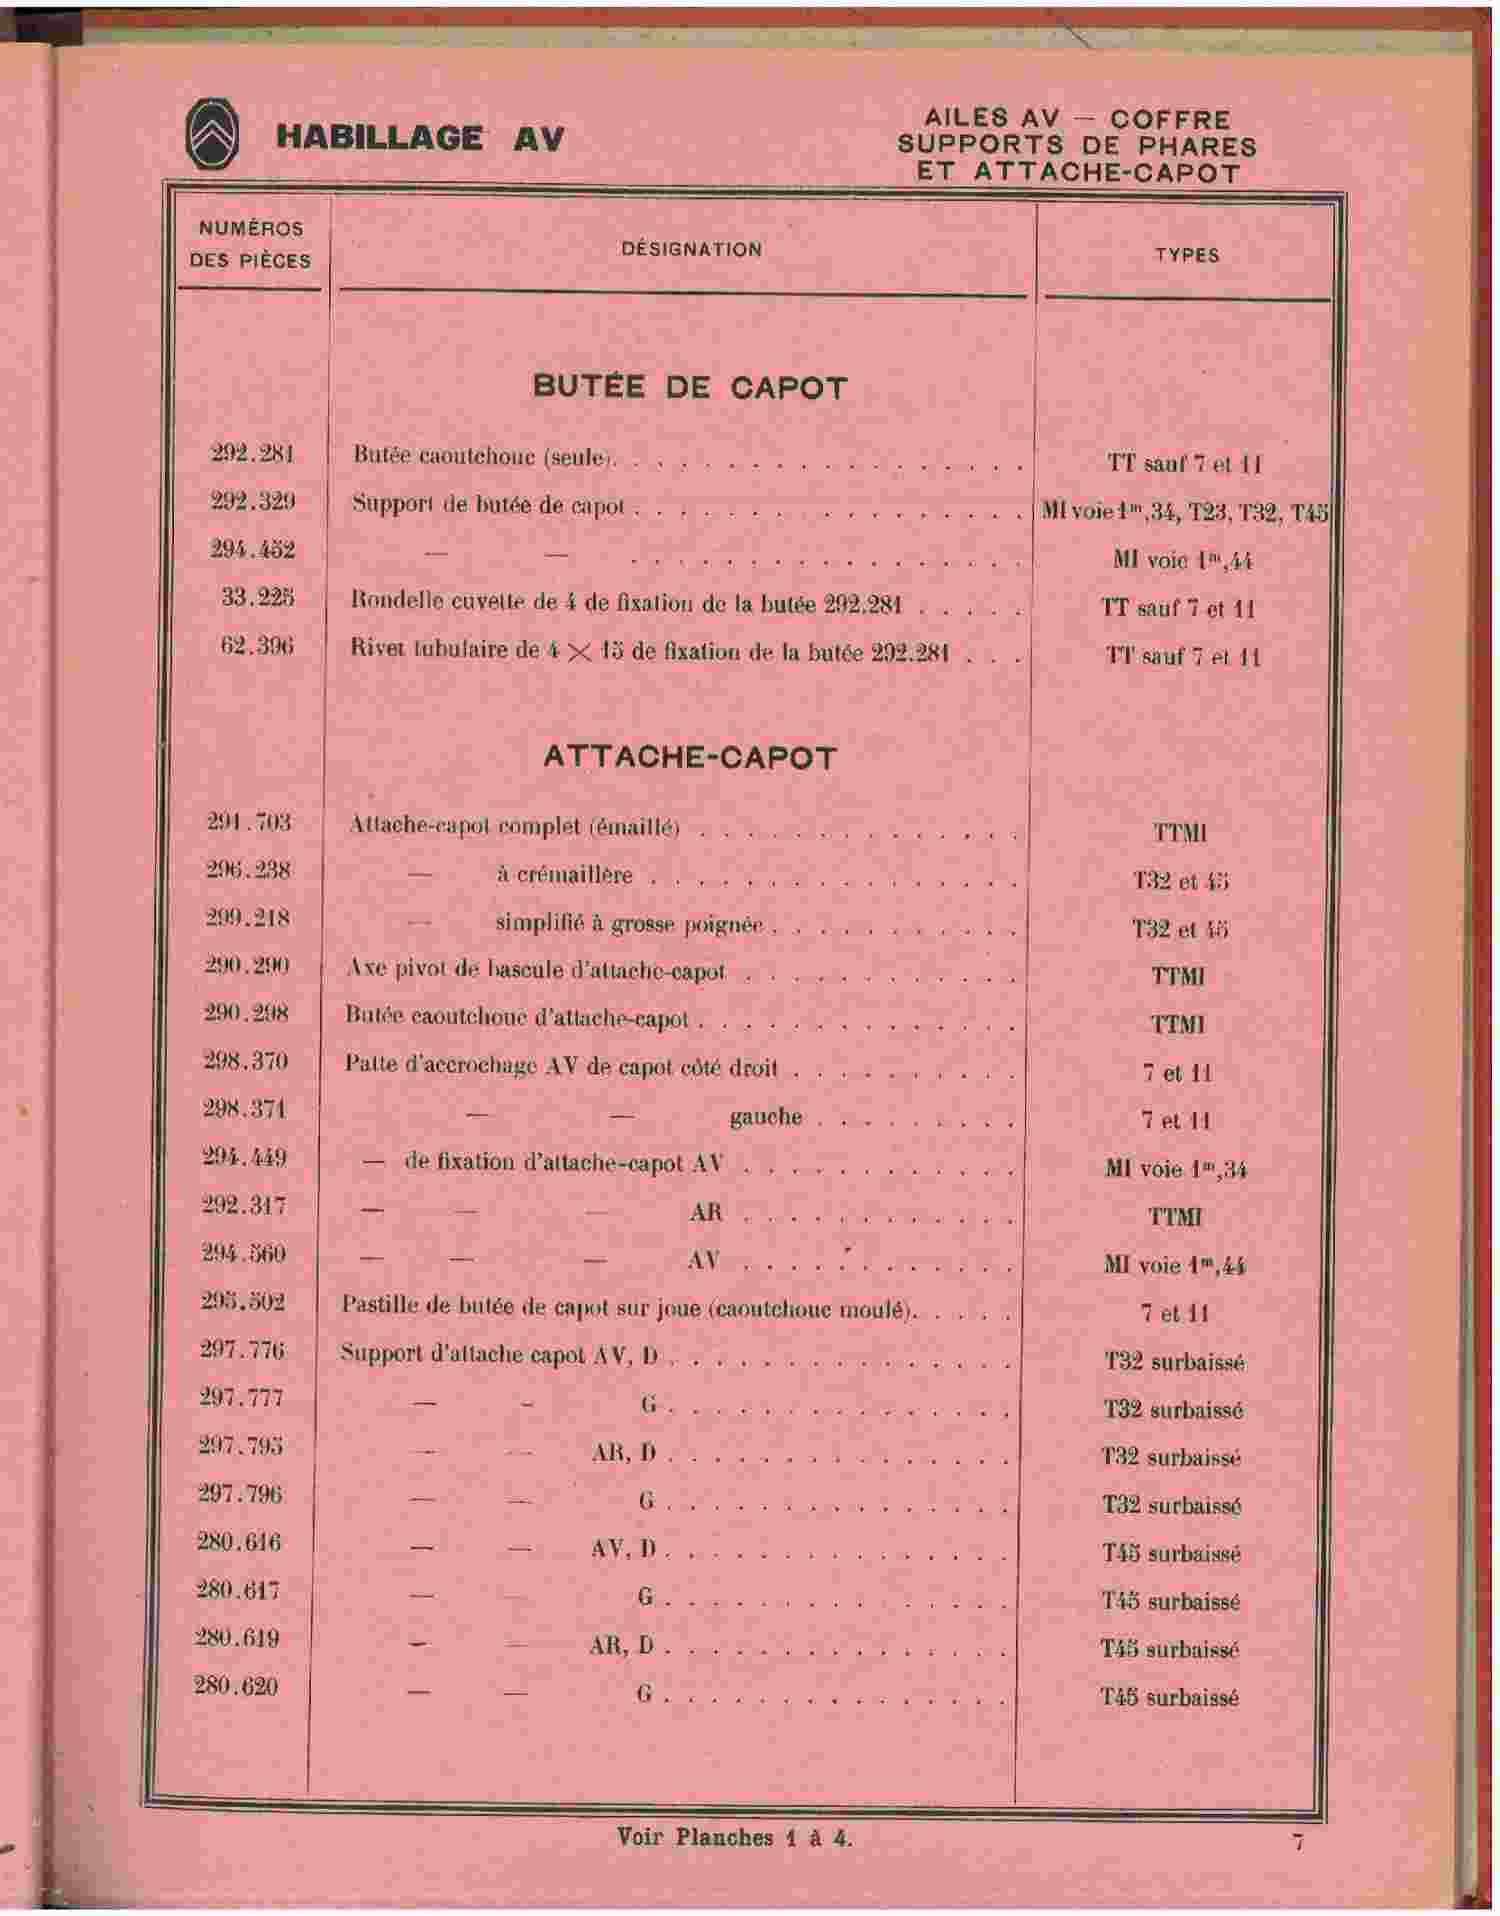 HABILLAGE AV
AILES AV — COFFRE
SUPPORTS DE PHARES
ET ATTACHE-CAPOT
NUMÉROS
DES PIÈCES
DÉSIGNATION
TYPES
BUTÉE DE CAPOT
292.281 Butée caoutchouc (seule). . . . . . . . . . . . . . . . . . TT sauf 7 et 11
292.329 Support de butée de capot . . . . . . . . . . . . . . . . . MI voie 1ᵐ,34, T23, T32, T45
294.452 — — . . . . . . . . . . . . . . . . . MI voie 1ᵐ,44
33.225 Rondelle cuvette de 4 de fixation de la butée 292.281 . . . . . TT sauf 7 et 11
62.396 Rivet tubulaire de 4 × 15 de fixation de la butée 292.281 . . . TT sauf 7 et 11
ATTACHE-CAPOT
291.703 Attache-capot complet (émaillé) . . . . . . . . . . . . . . TTMI
296.238 — à crémaillère . . . . . . . . . . . . . . . . T32 et 45
299.218 — simplifié à grosse poignée . . . . . . . . . . . T32 et 45
290.290 Axe pivot de bascule d'attache-capot . . . . . . . . . . . . TTMI
290.298 Butée caoutchouc d'attache-capot . . . . . . . . . . . . . . TTMI
298.370 Patte d'accrochage AV de capot côté droit . . . . . . . . . . 7 et 11
298.371 — — gauche . . . . . . . . . 7 et 11
294.449 — de fixation d'attache-capot AV . . . . . . . . . . . . MI voie 1ᵐ,34
292.317 — — — AR . . . . . . . . . . . . TTMI
294.560 — — — AV . . . . . . . . . . . . MI voie 1ᵐ,44
295.502 Pastille de butée de capot sur joue (caoutchouc moulé). . . . . 7 et 11
297.776 Support d'attache capot AV, D . . . . . . . . . . . . . . . T32 surbaissé
297.777 — — G . . . . . . . . . . . . . . . T32 surbaissé
297.795 — — AR, D . . . . . . . . . . . . . . . T32 surbaissé
297.796 — — G . . . . . . . . . . . . . . . T32 surbaissé
280.616 — — AV, D . . . . . . . . . . . . . . . T45 surbaissé
280.617 — — G . . . . . . . . . . . . . . . T45 surbaissé
280.619 — — AR, D . . . . . . . . . . . . . . . T45 surbaissé
280.620 — — G . . . . . . . . . . . . . . . T45 surbaissé
Voir Planches 1 à 4.
7